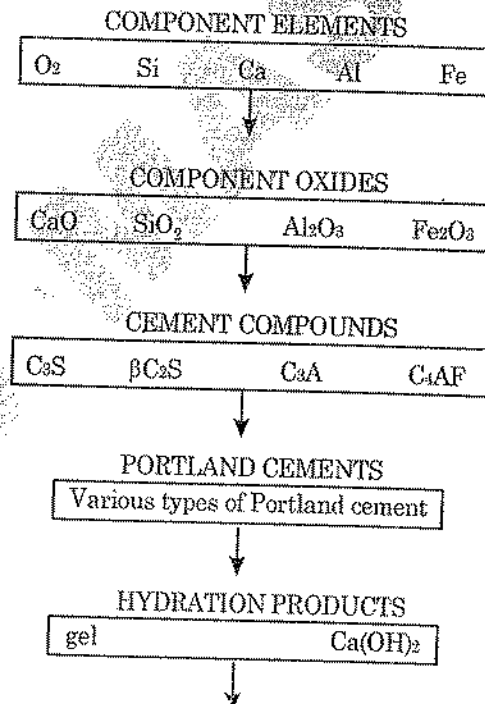 COMPONENT ELEMENTS
O₂ Si Ca Al Fe
COMPONENT OXIDES
CaO SiO₂ Al₂O₃ Fe₂O₃
CEMENT COMPOUNDS
C₃S βC₂S C₃A C₄AF
PORTLAND CEMENTS
Various types of Portland cement
HYDRATION PRODUCTS
gel Ca(OH)₂